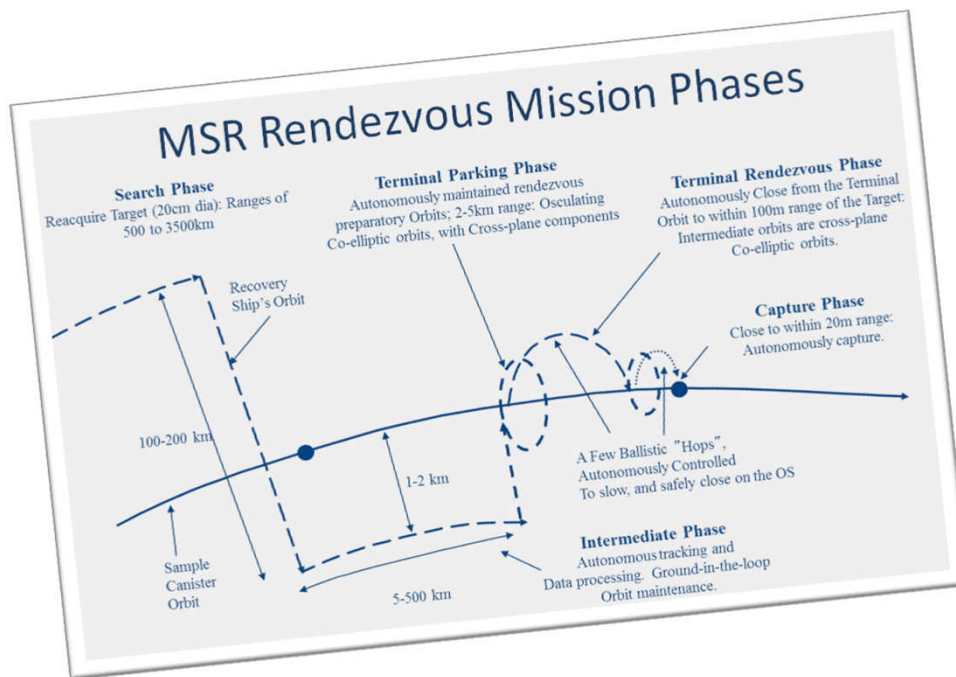 MSR Rendezvous Mission Phases
Search Phase
Reacquire Target (20cm dia): Ranges of
500 to 3500km
Terminal Parking Phase
Autonomously maintained rendezvous
preparatory Orbits; 2-5km range: Osculating
Co-elliptic orbits, with Cross-plane components
Terminal Rendezvous Phase
Autonomously Close from the Terminal
Orbit to within 100m range of the Target:
Intermediate orbits are cross-plane
Co-elliptic orbits.
Recovery
Ship's Orbit
Capture Phase
Close to within 20m range:
Autonomously capture.
100-200 km
1-2 km
A Few Ballistic "Hops",
Autonomously Controlled
To slow, and safely close on the OS
Sample
Canister
Orbit
5-500 km
Intermediate Phase
Autonomous tracking and
Data processing. Ground-in-the-loop
Orbit maintenance.